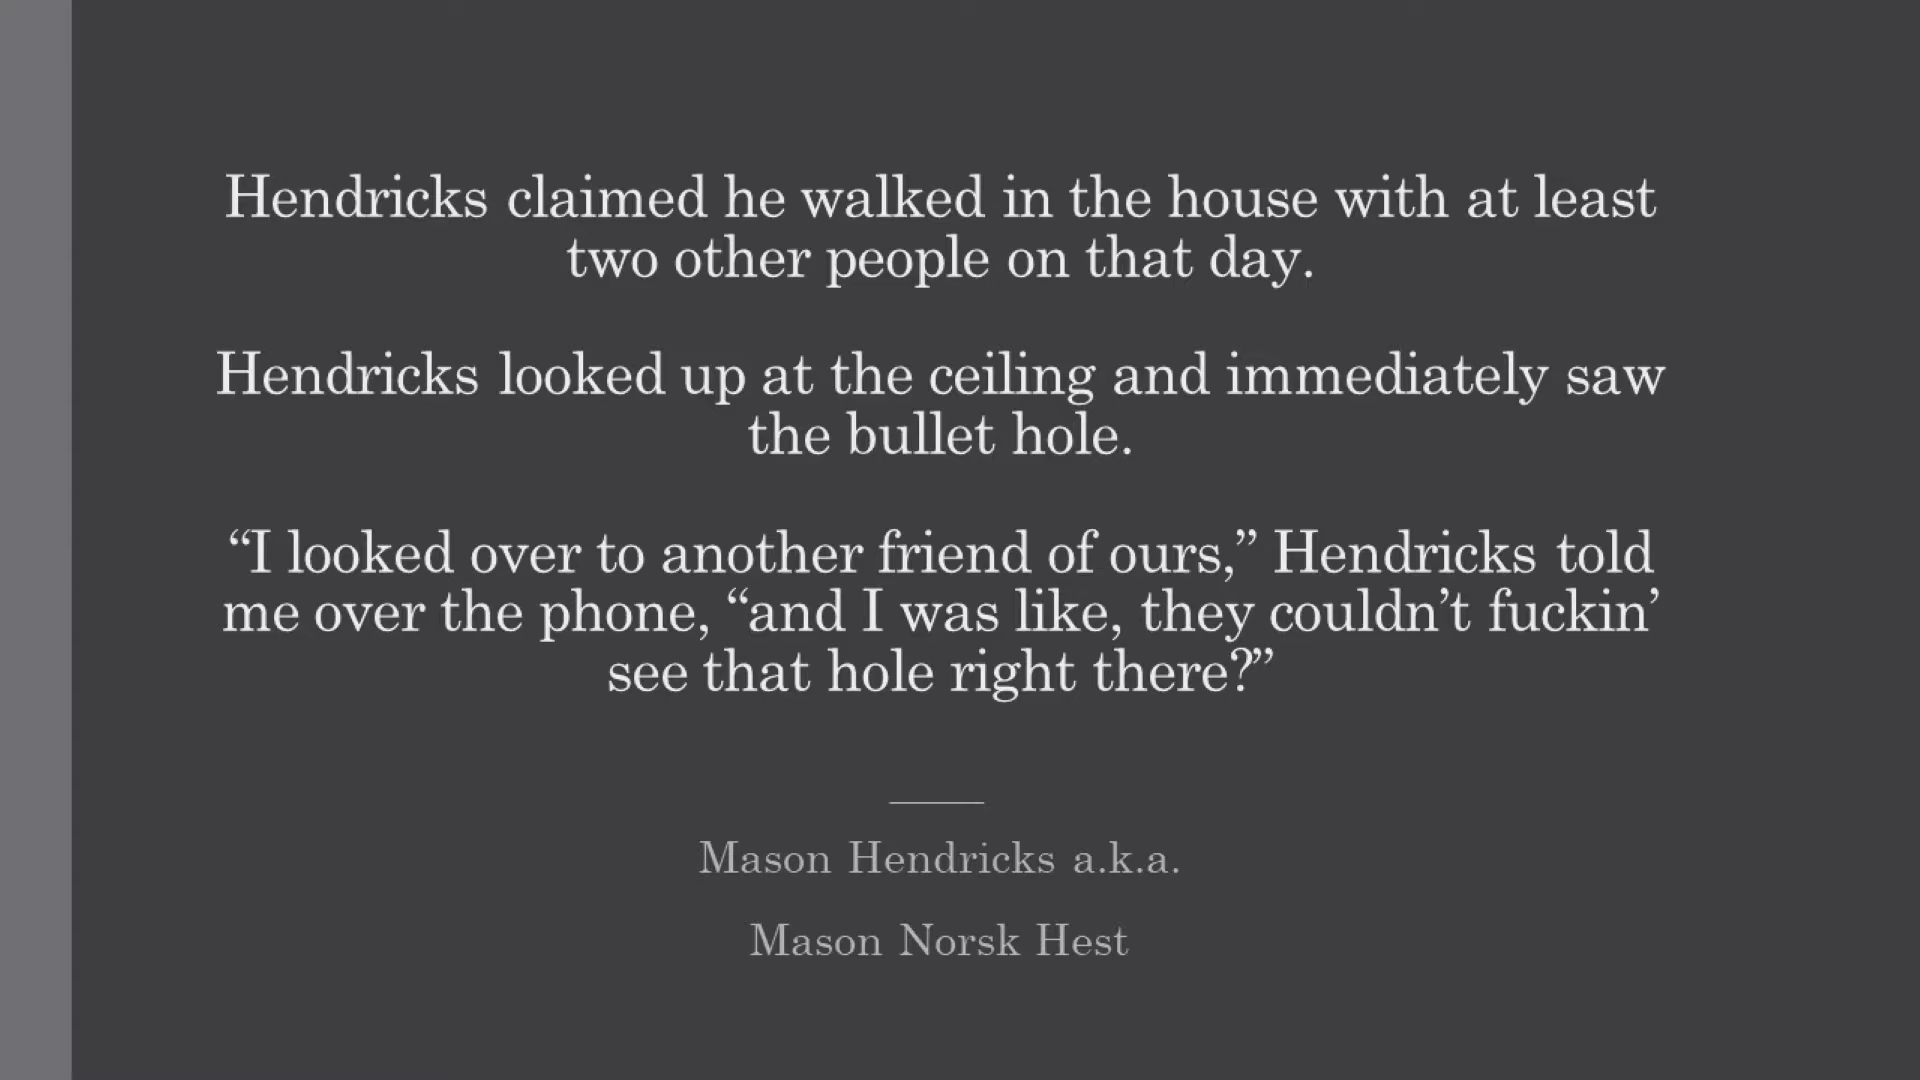 Hendricks claimed he walked in the house with at least
two other people on that day.
Hendricks looked up at the ceiling and immediately saw
the bullet hole.
“I looked over to another friend of ours,” Hendricks told
me over the phone, “and I was like, they couldn’t fuckin’
see that hole right there?”
Mason Hendricks a.k.a.
Mason Norsk Hest